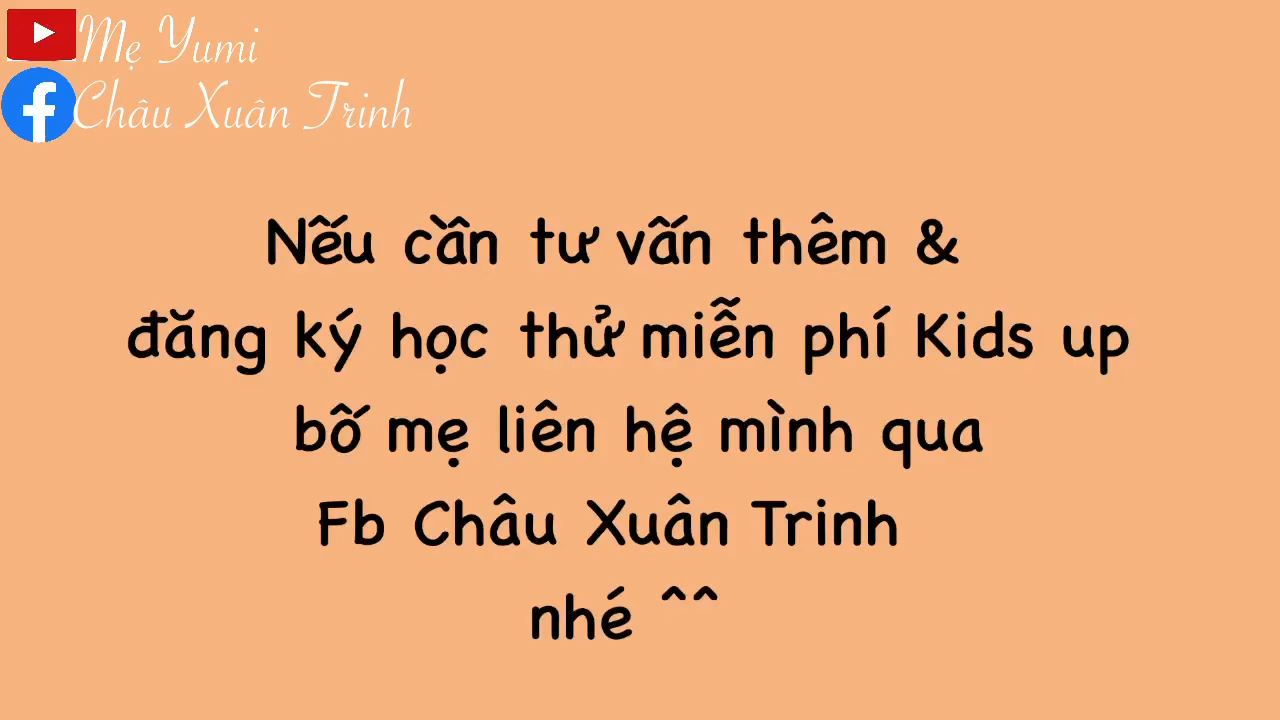 Mẹ Yumi
Châu Xuân Trinh
Nếu cần tư vấn thêm &
đăng ký học thử miễn phí Kids up
bố mẹ liên hệ mình qua
Fb Châu Xuân Trinh
nhé ^^